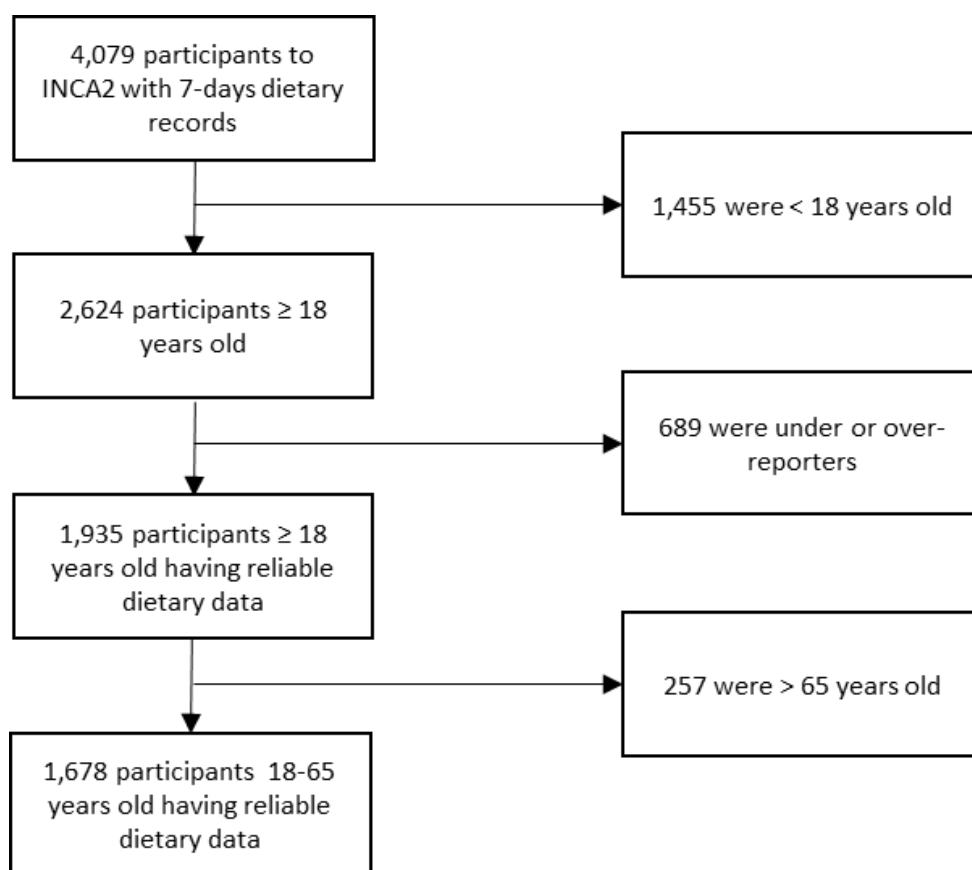 4,079 participants to
INCA2 with 7-days dietary
records
1,455 were < 18 years old
2,624 participants ≥ 18
years old
689 were under or over-
reporters
1,935 participants ≥ 18
years old having reliable
dietary data
257 were > 65 years old
1,678 participants 18-65
years old having reliable
dietary data